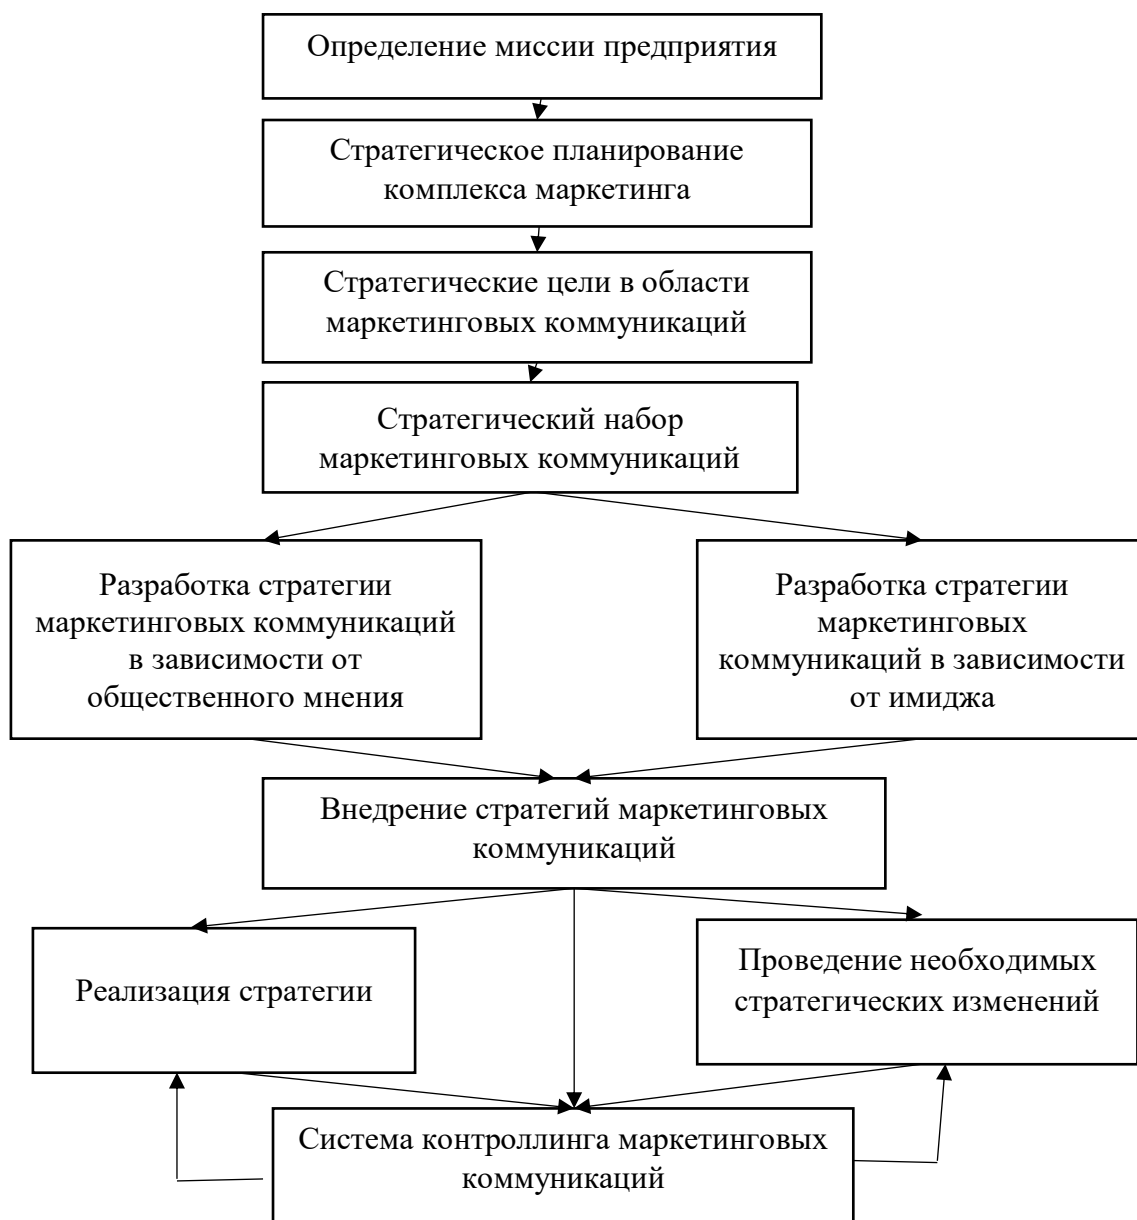 Определение миссии предприятия
Стратегическое планирование
комплекса маркетинга
Стратегические цели в области
маркетинговых коммуникаций
Стратегический набор
маркетинговых коммуникаций
Разработка стратегии
маркетинговых коммуникаций
в зависимости от
общественного мнения
Разработка стратегии
маркетинговых
коммуникаций в зависимости
от имиджа
Внедрение стратегий маркетинговых
коммуникаций
Реализация стратегии
Проведение необходимых
стратегических изменений
Система контроллинга маркетинговых
коммуникаций